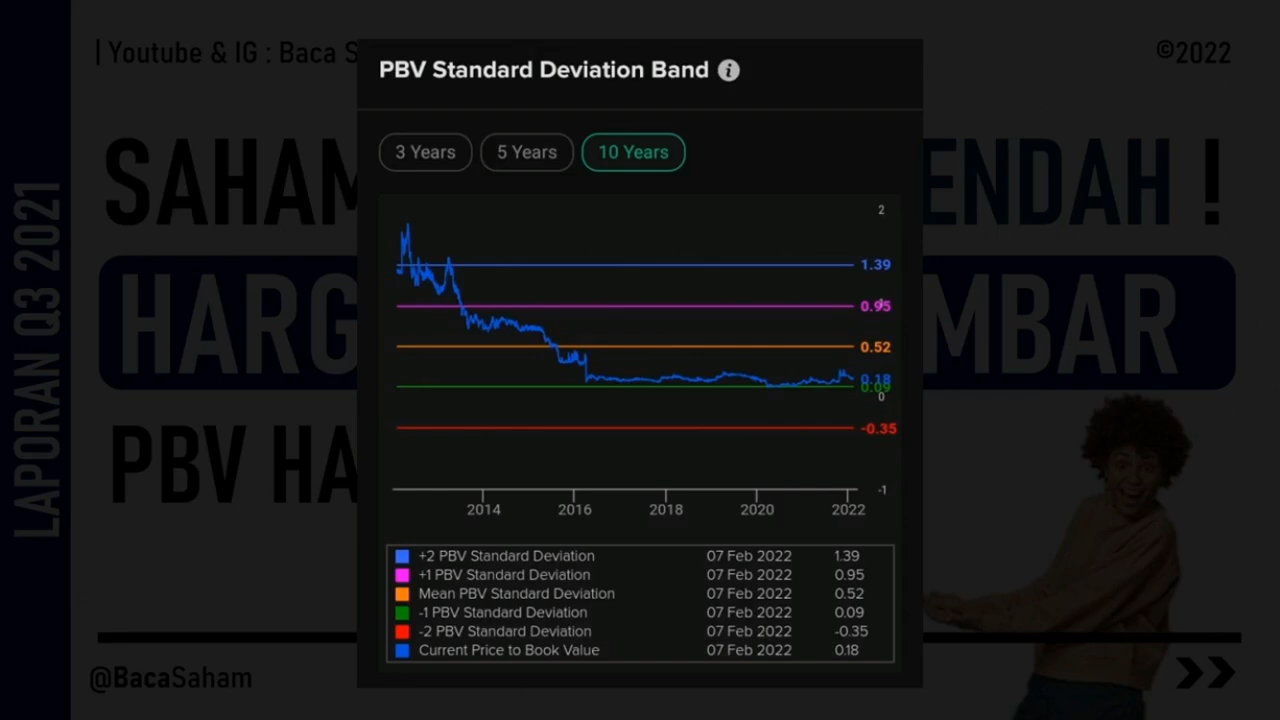 | Youtube & IG : Baca S
©2022
LAPORAN Q3 2021
SAHAM
ENDAH !
HARG
MBAR
PBV HA
@BacaSaham
PBV Standard Deviation Band
3 Years
5 Years
10 Years
2
1.39
0.95
0.52
0.18
0.09
0
-0.35
-1
2014
2016
2018
2020
2022
+2 PBV Standard Deviation 07 Feb 2022 1.39
+1 PBV Standard Deviation 07 Feb 2022 0.95
Mean PBV Standard Deviation 07 Feb 2022 0.52
-1 PBV Standard Deviation 07 Feb 2022 0.09
-2 PBV Standard Deviation 07 Feb 2022 -0.35
Current Price to Book Value 07 Feb 2022 0.18